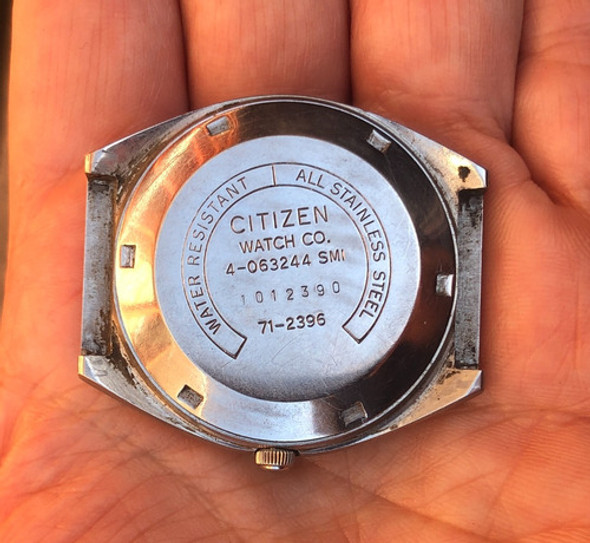 WATER RESISTANT | ALL STAINLESS STEEL
CITIZEN
WATCH CO.
4-063244 SMI
1012390
71-2396